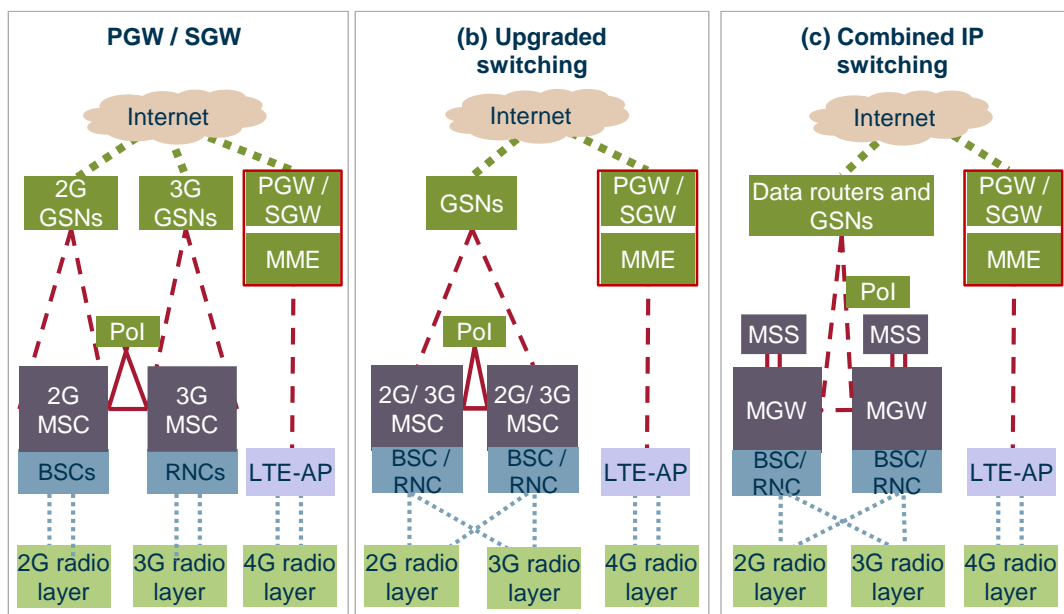 PGW / SGW
Internet
2G
GSNs
3G
GSNs
PGW /
SGW
MME
PoI
2G
MSC
3G
MSC
BSCs
RNCs
LTE-AP
2G radio
layer
3G radio
layer
4G radio
layer
(b) Upgraded
switching
Internet
GSNs
PGW /
SGW
MME
PoI
2G/ 3G
MSC
2G/ 3G
MSC
BSC /
RNC
BSC /
RNC
LTE-AP
2G radio
layer
3G radio
layer
4G radio
layer
(c) Combined IP
switching
Internet
Data routers and
GSNs
PGW /
SGW
MME
PoI
MSS
MSS
MGW
MGW
BSC/
RNC
BSC/
RNC
LTE-AP
2G radio
layer
3G radio
layer
4G radio
layer